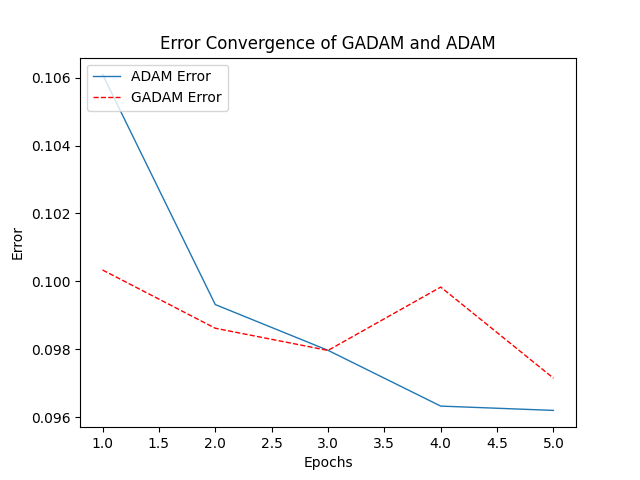 Error Convergence of GADAM and ADAM
ADAM Error
GADAM Error
0.106
0.104
0.102
0.100
0.098
0.096
Error
1.0 1.5 2.0 2.5 3.0 3.5 4.0 4.5 5.0
Epochs